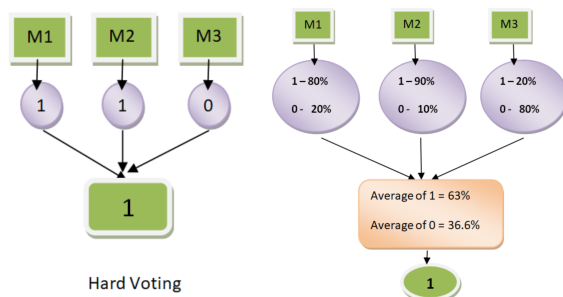 M1
M2
M3
1
1
0
1
Hard Voting
M1
M2
M3
1 – 80%
0 - 20%
1 – 90%
0 - 10%
1 – 20%
0 - 80%
Average of 1 = 63%
Average of 0 = 36.6%
1